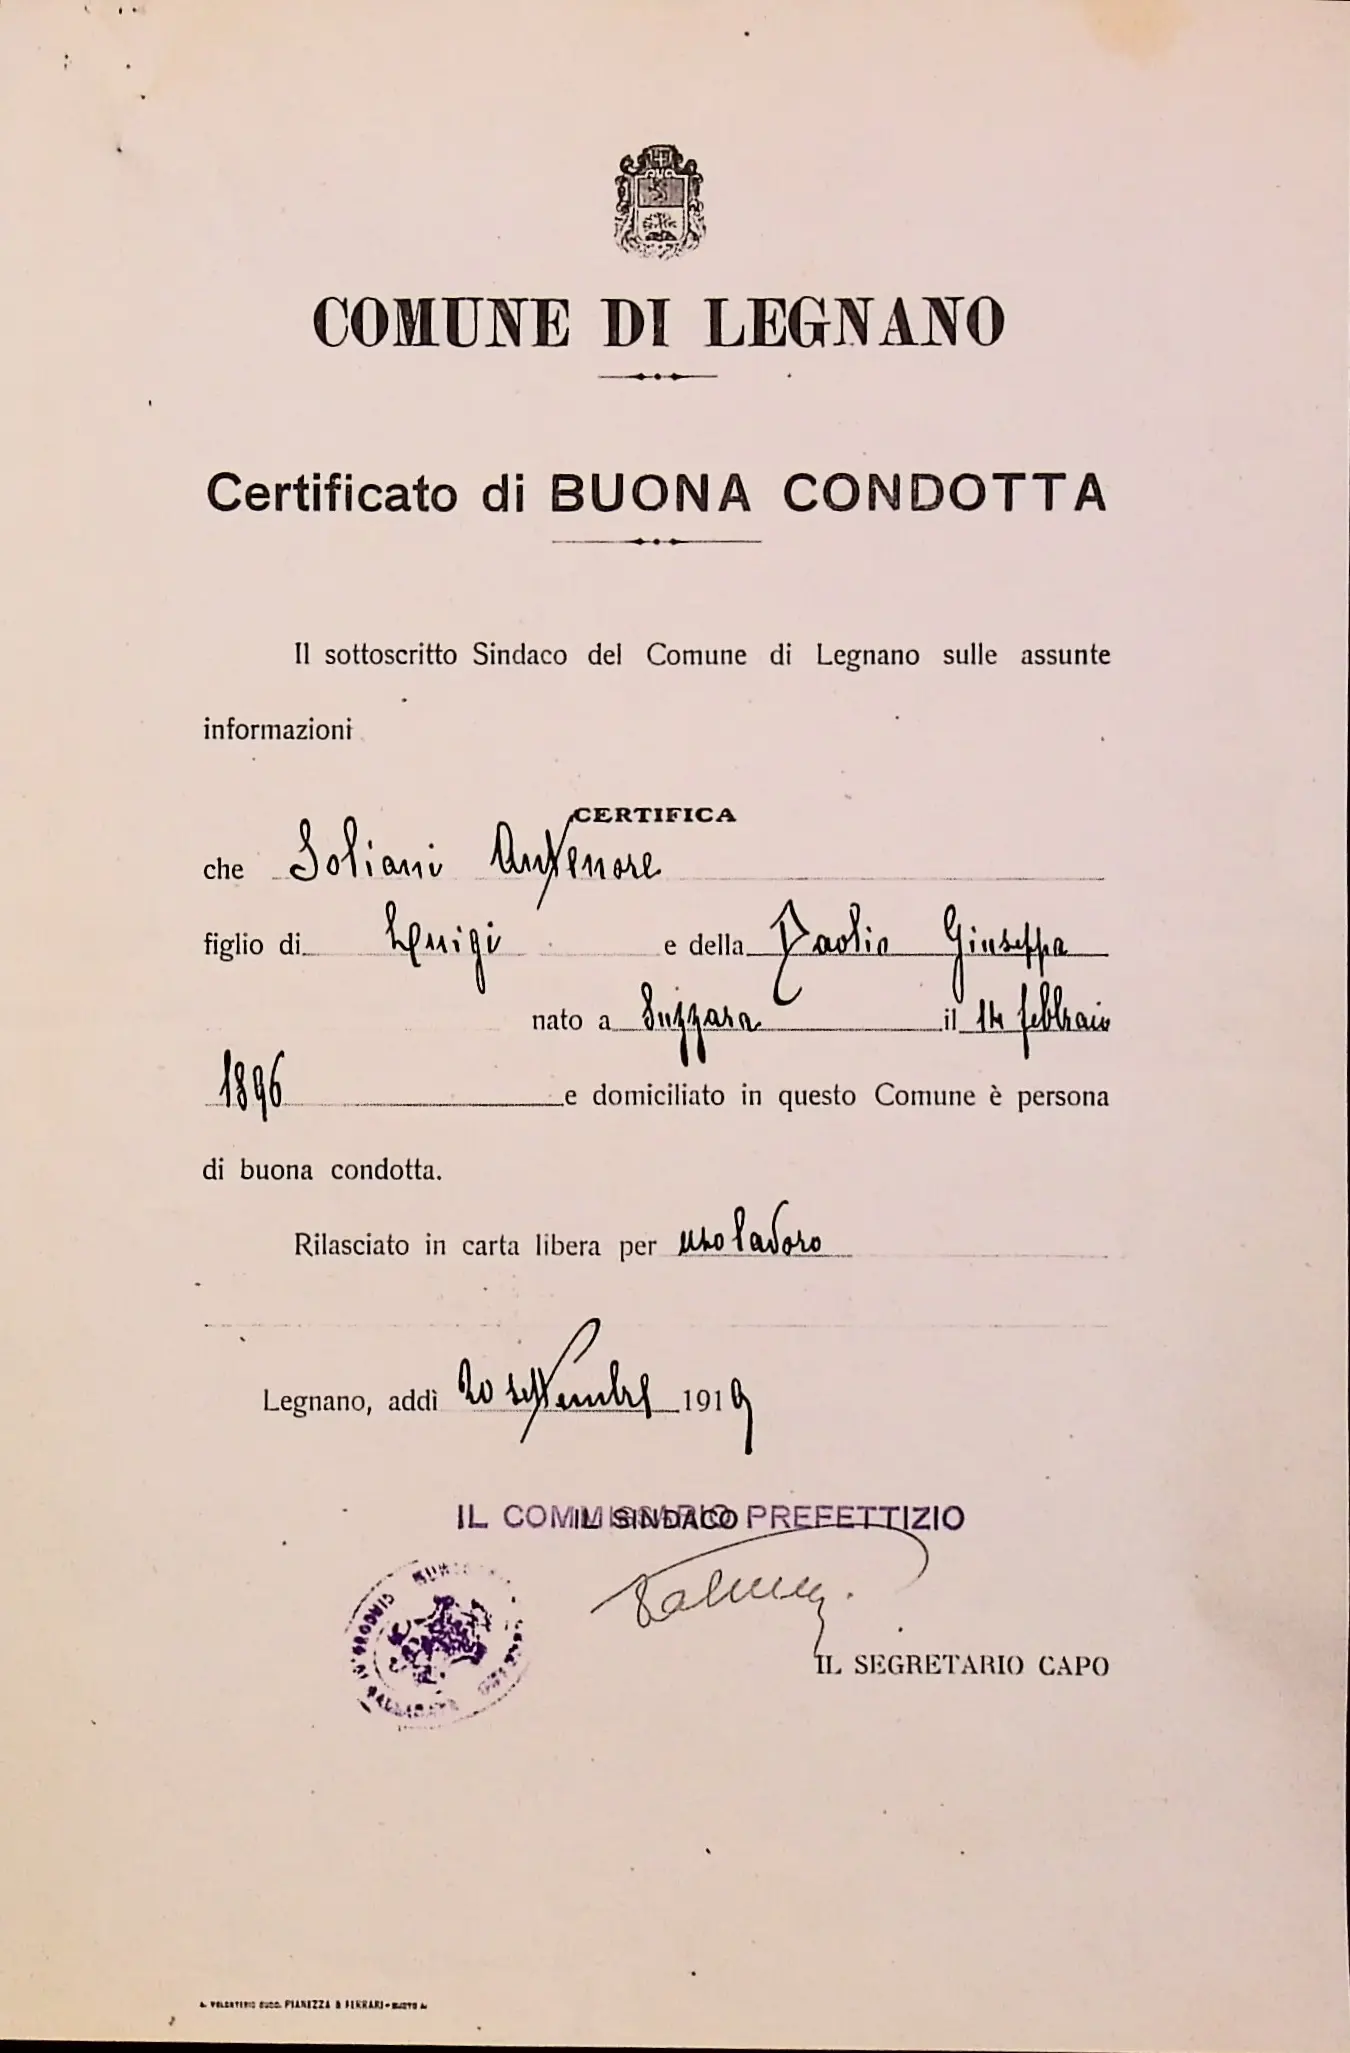 COMUNE DI LEGNANO
Certificato di BUONA CONDOTTA
Il sottoscritto Sindaco del Comune di Legnano sulle assunte
informazioni
CERTIFICA
che Soliani Antenore
figlio di Luigi e della Paolio Giuseppa
nato a Suzzara il 14 febbraio
1896 e domiciliato in questo Comune è persona
di buona condotta.
Rilasciato in carta libera per uso lavoro
Legnano, addì 20 settembre 1919
IL COMMISSARIO PREFETTIZIO
IL SINDACO
IL SEGRETARIO CAPO
PIANEZZA & FERRARI